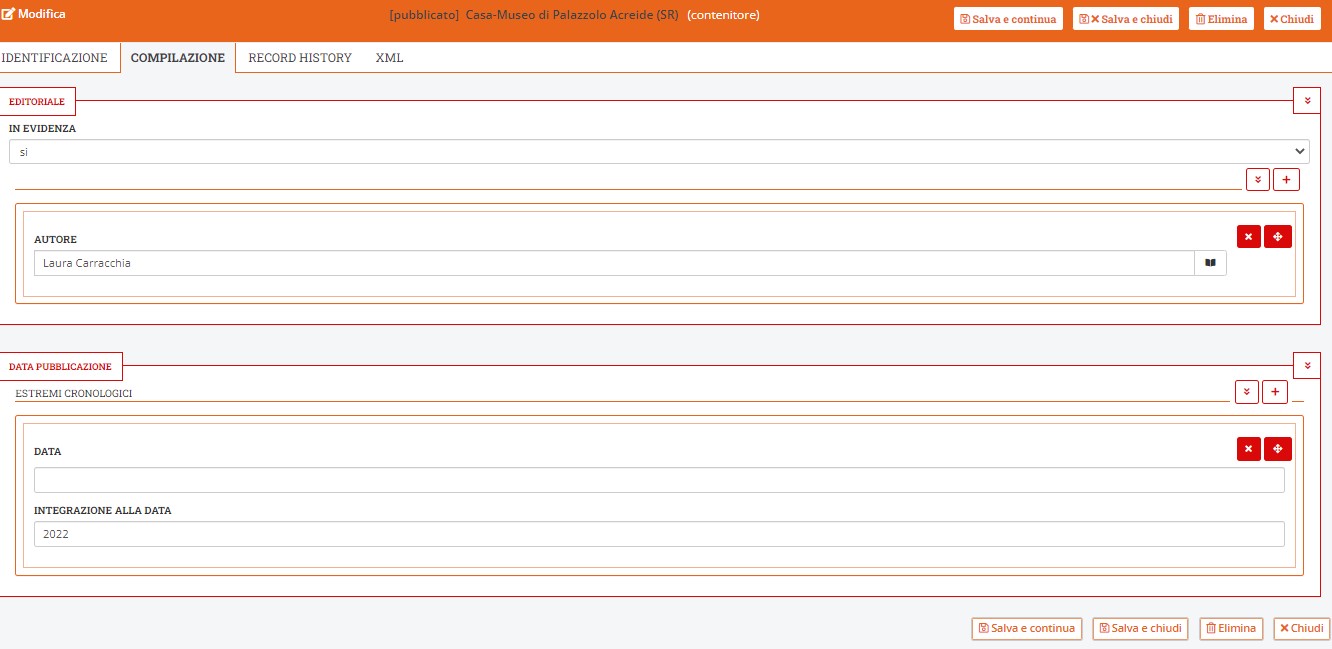 Modifica
[pubblicato] Casa-Museo di Palazzolo Acreide (SR) (contenitore)
Salva e continua
Salva e chiudi
Elimina
Chiudi
IDENTIFICAZIONE
COMPILAZIONE
RECORD HISTORY
XML
EDITORIALE
IN EVIDENZA
si
AUTORE
Laura Carracchia
DATA PUBBLICAZIONE
ESTREMI CRONOLOGICI
DATA
INTEGRAZIONE ALLA DATA
2022
Salva e continua
Salva e chiudi
Elimina
Chiudi